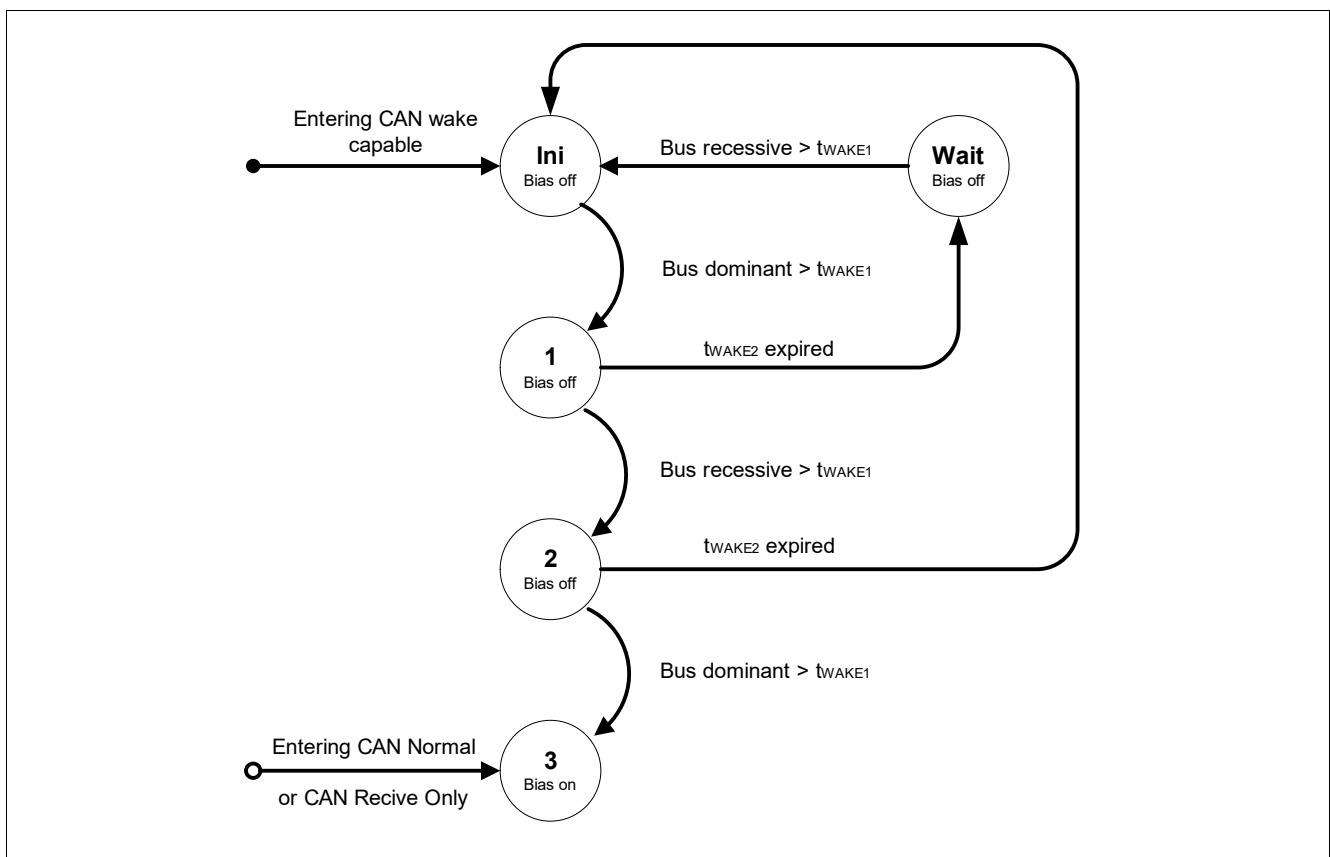 Entering CAN wake
capable
Ini
Bias off
Bus recessive > tWAKE1
Wait
Bias off
Bus dominant > tWAKE1
1
Bias off
tWAKE2 expired
Bus recessive > tWAKE1
2
Bias off
tWAKE2 expired
Bus dominant > tWAKE1
Entering CAN Normal
or CAN Recive Only
3
Bias on